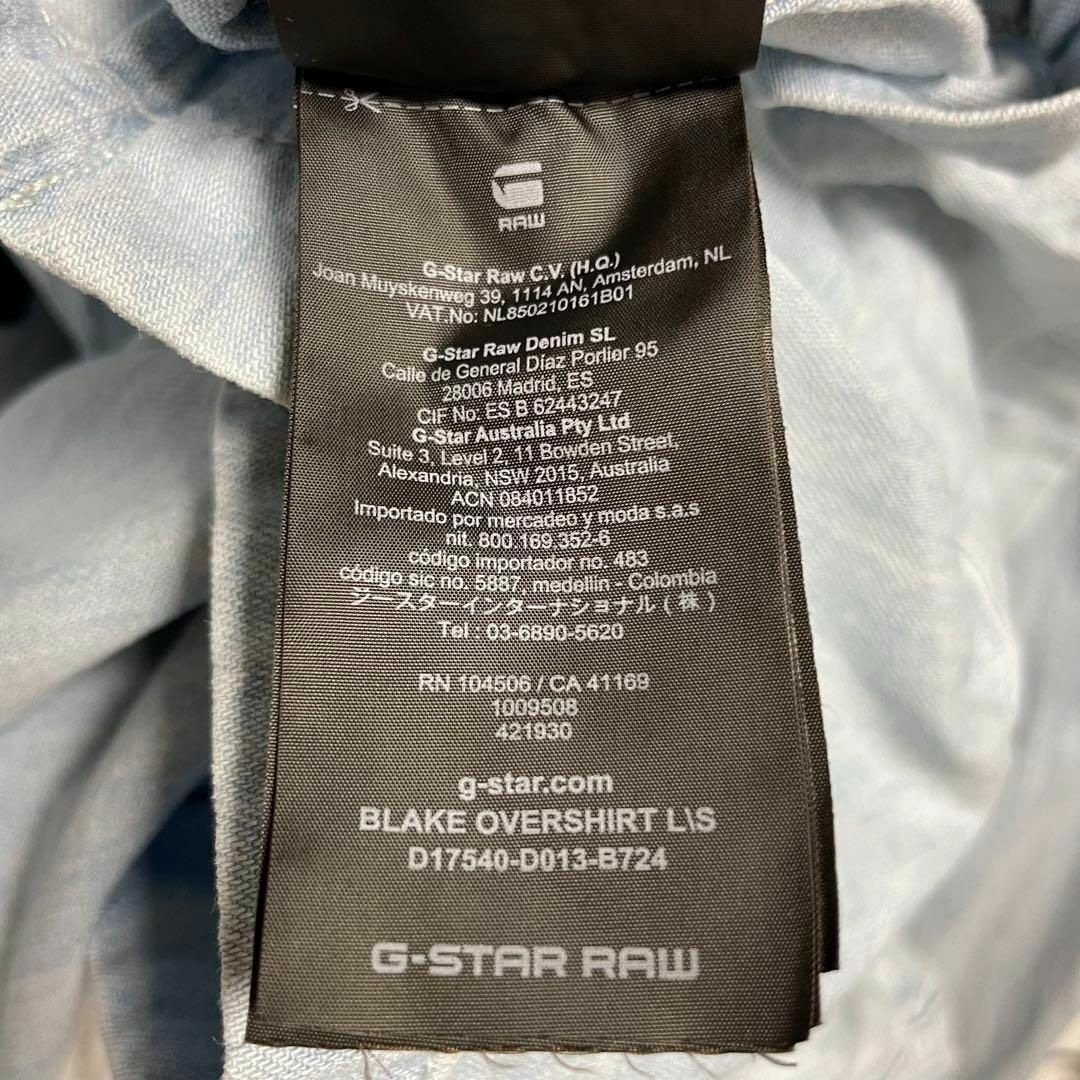 RAW
G-Star Raw C.V. (H.Q.)
Joan Muyskenweg 39, 1114 AN, Amsterdam, NL
VAT.No: NL850210161B01
G-Star Raw Denim SL
Calle de General Díaz Porlier 95
28006 Madrid, ES
CIF No: ES B 62443247
G-Star Australia Pty Ltd
Suite 3, Level 2, 11 Bowden Street,
Alexandria, NSW 2015, Australia
ACN 084011852
Importado por mercadeo y moda s.a.s
nit. 800.169.352-6
código importador no. 483
código sic no. 5887, medellin - Colombia
ジースターインターナショナル(株)
Tel : 03-6890-5620
RN 104506 / CA 41169
1009508
421930
g-star.com
BLAKE OVERSHIRT L\S
D17540-D013-B724
G-STAR RAW